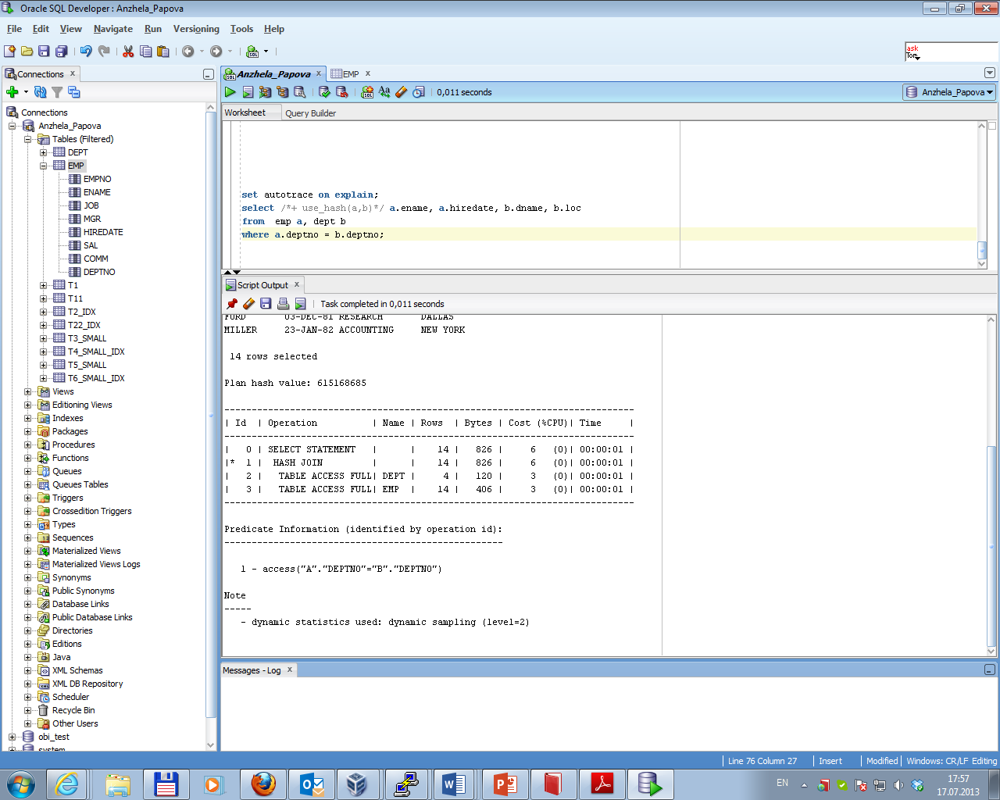 Oracle SQL Developer : Anzhela_Papova
File Edit View Navigate Run Versioning Tools Help
ask
Tom
Connections
Connections
Anzhela_Papova
Tables (Filtered)
DEPT
EMP
EMPNO
ENAME
JOB
MGR
HIREDATE
SAL
COMM
DEPTNO
T1
T11
T2_IDX
T22_IDX
T3_SMALL
T4_SMALL_IDX
T5_SMALL
T6_SMALL_IDX
Views
Editioning Views
Indexes
Packages
Procedures
Functions
Queues
Queues Tables
Triggers
Crossedition Triggers
Types
Sequences
Materialized Views
Materialized Views Logs
Synonyms
Public Synonyms
Database Links
Public Database Links
Directories
Editions
Java
XML Schemas
XML DB Repository
Scheduler
Recycle Bin
Other Users
obi_test
system
Anzhela_Papova EMP
0,011 seconds
Anzhela_Papova
Worksheet Query Builder
set autotrace on explain;
select /*+ use_hash(a,b)*/ a.ename, a.hiredate, b.dname, b.loc
from  emp a, dept b
where a.deptno = b.deptno;
Script Output
Task completed in 0,011 seconds
FORD       03-DEC-81 RESEARCH       DALLAS
MILLER     23-JAN-82 ACCOUNTING     NEW YORK
14 rows selected
Plan hash value: 615168685
---------------------------------------------------------------------------
| Id  | Operation          | Name | Rows  | Bytes | Cost (%CPU)| Time     |
---------------------------------------------------------------------------
|   0 | SELECT STATEMENT   |      |    14 |   826 |     6   (0)| 00:00:01 |
|*  1 |  HASH JOIN         |      |    14 |   826 |     6   (0)| 00:00:01 |
|   2 |   TABLE ACCESS FULL| DEPT |     4 |   120 |     3   (0)| 00:00:01 |
|   3 |   TABLE ACCESS FULL| EMP  |    14 |   406 |     3   (0)| 00:00:01 |
---------------------------------------------------------------------------
Predicate Information (identified by operation id):
---------------------------------------------------
1 - access("A"."DEPTNO"="B"."DEPTNO")
Note
-----
- dynamic statistics used: dynamic sampling (level=2)
Messages - Log
Line 76 Column 27 Insert Modified Windows: CR/LF Editing
EN
17:57
17.07.2013